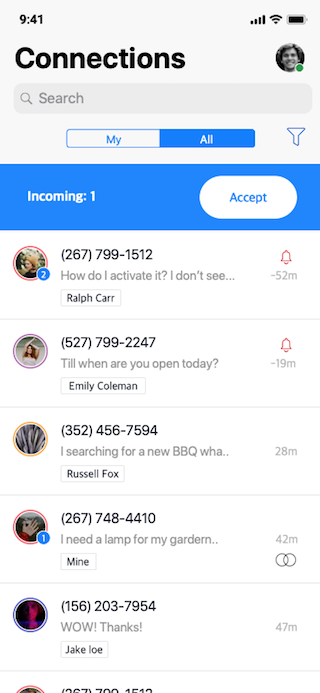 9:41
Connections
Search
My All
Incoming: 1
Accept
(267) 799-1512
How do I activate it? I don't see...
-52m
2
Ralph Carr
(527) 799-2247
Till when are you open today?
-19m
Emily Coleman
(352) 456-7594
I searching for a new BBQ wha..
28m
Russell Fox
(267) 748-4410
I need a lamp for my gardern..
42m
1
Mine
(156) 203-7954
WOW! Thanks!
47m
Jake loe
(267) 799-1512